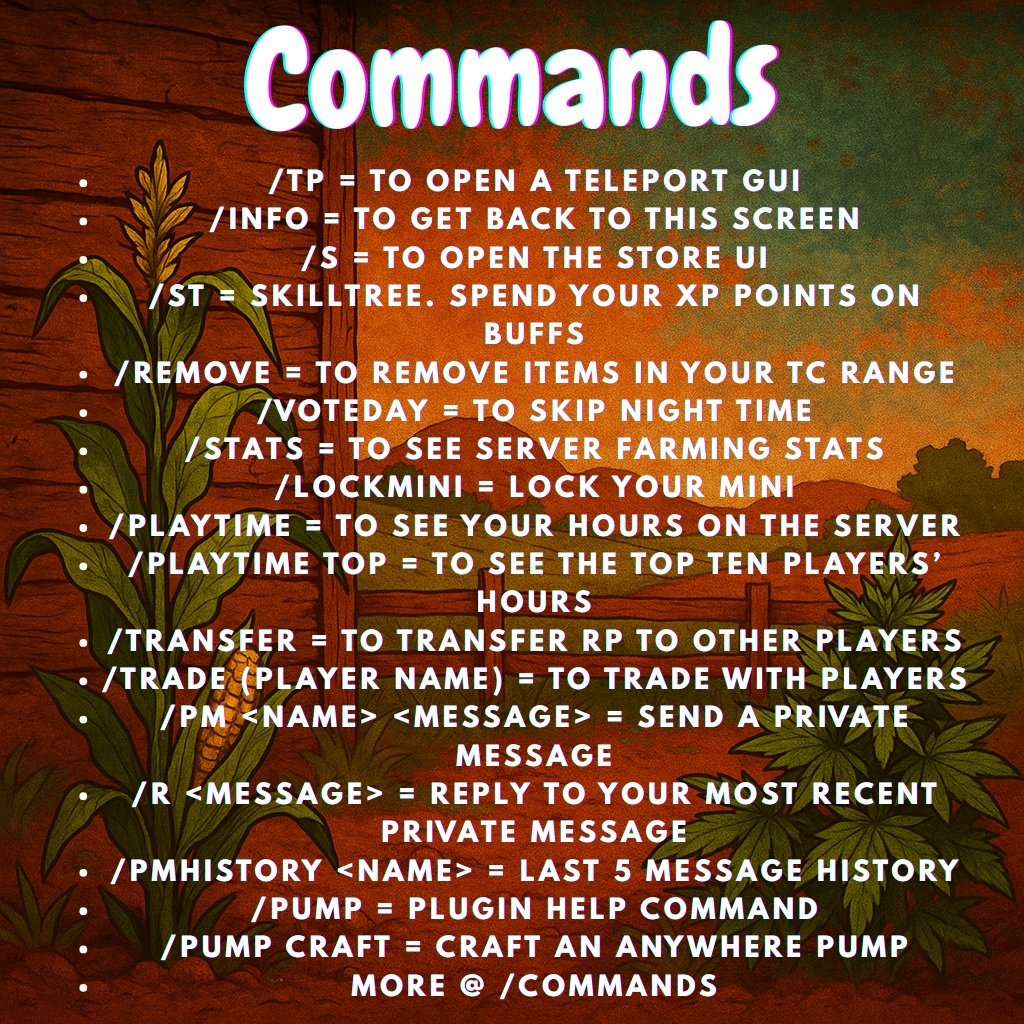 Commands
• /TP = TO OPEN A TELEPORT GUI
• /INFO = TO GET BACK TO THIS SCREEN
• /S = TO OPEN THE STORE UI
• /ST = SKILLTREE. SPEND YOUR XP POINTS ON
BUFFS
• /REMOVE = TO REMOVE ITEMS IN YOUR TC RANGE
• /VOTEDAY = TO SKIP NIGHT TIME
• /STATS = TO SEE SERVER FARMING STATS
• /LOCKMINI = LOCK YOUR MINI
• /PLAYTIME = TO SEE YOUR HOURS ON THE SERVER
• /PLAYTIME TOP = TO SEE THE TOP TEN PLAYERS’
HOURS
• /TRANSFER = TO TRANSFER RP TO OTHER PLAYERS
• /TRADE (PLAYER NAME) = TO TRADE WITH PLAYERS
• /PM <NAME> <MESSAGE> = SEND A PRIVATE
MESSAGE
• /R <MESSAGE> = REPLY TO YOUR MOST RECENT
PRIVATE MESSAGE
• /PMHISTORY <NAME> = LAST 5 MESSAGE HISTORY
• /PUMP = PLUGIN HELP COMMAND
• /PUMP CRAFT = CRAFT AN ANYWHERE PUMP
• MORE @ /COMMANDS